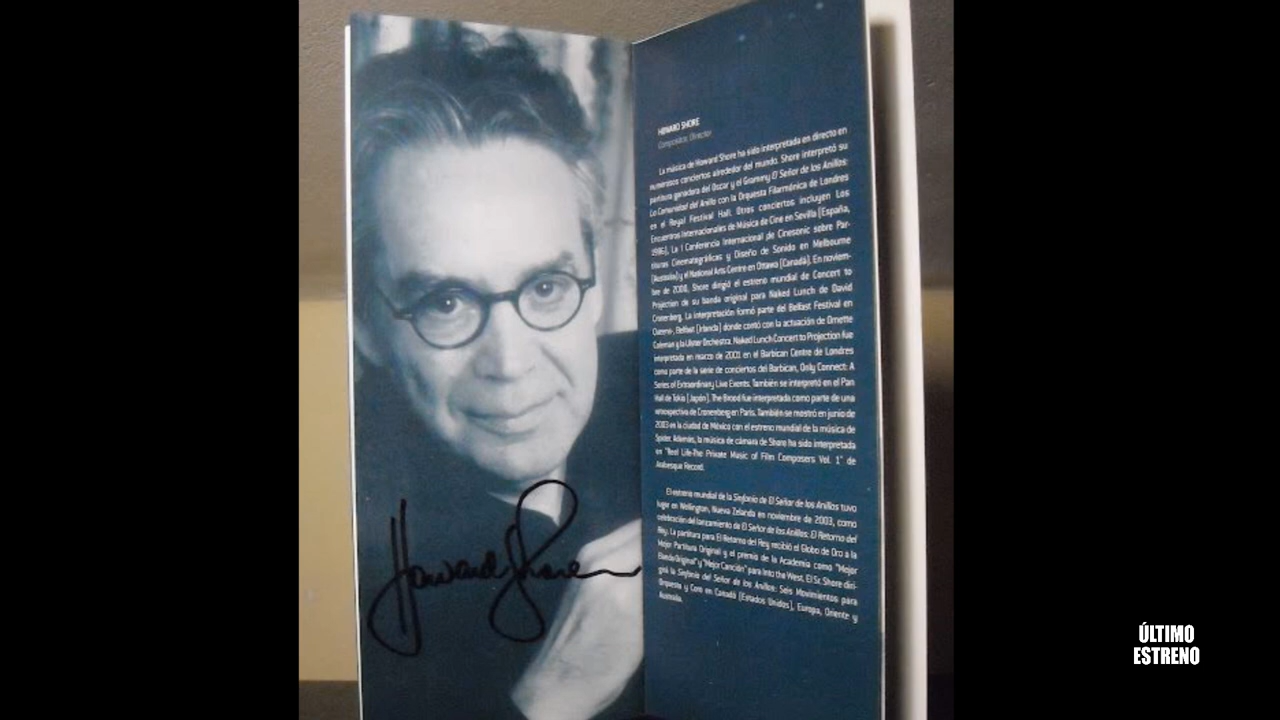 HOWARD SHORE
Compositor, Director
La música de Howard Shore ha sido interpretada en directo en
numerosos conciertos alrededor del mundo. Shore interpretó su
partitura ganadora del Oscar y el Grammy El Señor de los Anillos:
La Comunidad del Anillo con la Orquesta Filarmónica de Londres
en el Royal Festival Hall. Otros conciertos incluyen Los
Encuentros Internacionales de Música de Cine en Sevilla (España,
1996), La I Conferencia Internacional de Cinesonic sobre Par-
tituras Cinematográficas y Diseño de Sonido en Melbourne
(Australia) y el National Arts Centre en Ottawa (Canadá). En noviem-
bre de 2000, Shore dirigió el estreno mundial de Concert to
Projection de su banda original para Naked Lunch de David
Cronenberg. La interpretación formó parte del Belfast Festival en
Queens, Belfast (Irlanda) donde contó con la actuación de Ornette
Coleman y la Ulster Orchestra. Naked Lunch Concert to Projection fue
interpretada en marzo de 2001 en el Barbican Centre de Londres
como parte de la serie de conciertos del Barbican, Only Connect: A
Series of Extraordinary Live Events. También se interpretó en el Pan
Hall de Tokio (Japón). The Brood fue interpretada como parte de una
retrospectiva de Cronenberg en Paris. También se mostró en junio de
2003 en la ciudad de México con el estreno mundial de la música de
Spider. Además, la música de cámara de Shore ha sido interpretada
en "Reel Life-The Private Music of Film Composers Vol. 1" de
Arabesque Record.
El estreno mundial de la Sinfonía de El Señor de los Anillos tuvo
lugar en Wellington, Nueva Zelanda en noviembre de 2003, como
celebración del lanzamiento de El Señor de los Anillos: El Retorno del
Rey. La partitura para El Retorno del Rey recibió el Globo de Oro a la
Mejor Partitura Original y el premio de la Academia como "Mejor
Banda Original" y "Mejor Canción" para Into the West. El Sr. Shore diri-
girá la Sinfonía del Señor de los Anillos: Seis Movimientos para
Orquesta y Coro en Canadá (Estados Unidos), Europa, Oriente y
Australia.
Howard Shore
ÚLTIMO
ESTRENO